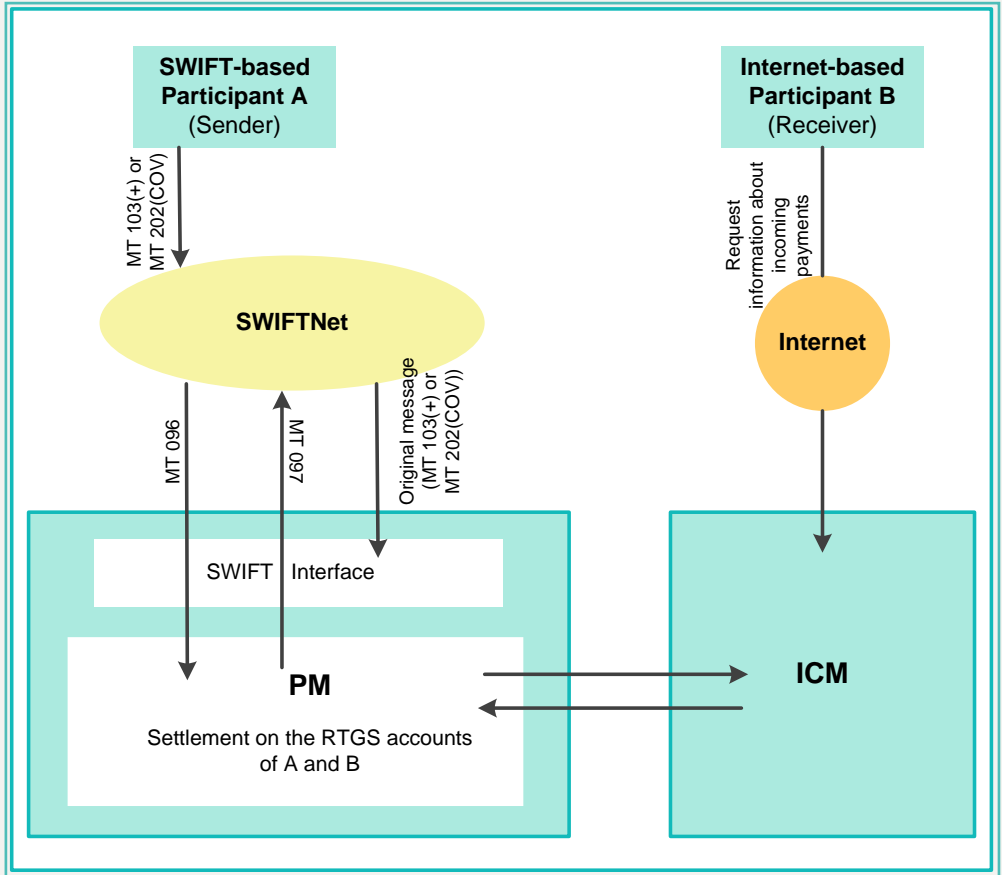 SWIFT-based
Participant A
(Sender)
Internet-based
Participant B
(Receiver)
MT 103(+) or
MT 202(COV)
Request
information about
incoming
payments
SWIFTNet
Internet
MT 096
MT 097
Original message
(MT 103(+) or
MT 202(COV))
SWIFT Interface
PM
Settlement on the RTGS accounts
of A and B
ICM